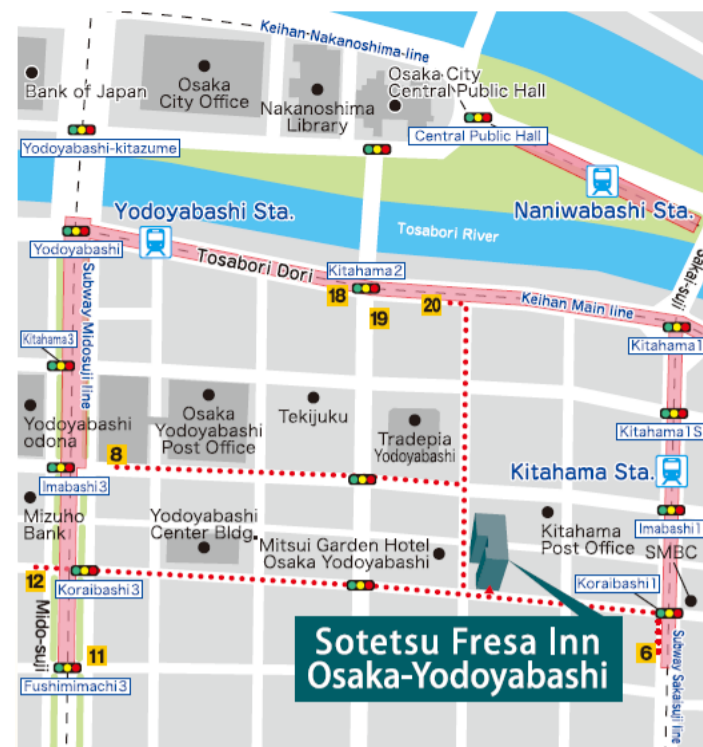 Keihan-Nakanoshima-line
Bank of Japan
Osaka
City Office
Nakanoshima
Library
Osaka City
Central Public Hall
Central Public Hall
Yodoyabashi-kitazume
Yodoyabashi Sta.
Naniwabashi Sta.
Tosabori River
Yodoyabashi
Tosabori Dori
Kitahama2
Sakai-suji
18
19
20
Keihan Main line
Kitahama1
Subway Midosuji line
Kitahama3
Yodoyabashi
odona
Osaka
Yodoyabashi
Post Office
Tekijuku
Tradepia
Yodoyabashi
Kitahama1S
8
Kitahama Sta.
Imabashi3
Mizuho
Bank
Yodoyabashi
Center Bldg.
Mitsui Garden Hotel
Osaka Yodoyabashi
Kitahama
Post Office
Imabashi1
SMBC
12
Koraibashi3
Koraibashi1
Mido-suji
11
Fushimimachi3
Sotetsu Fresa Inn
Osaka-Yodoyabashi
6
Subway Sakaisuji line